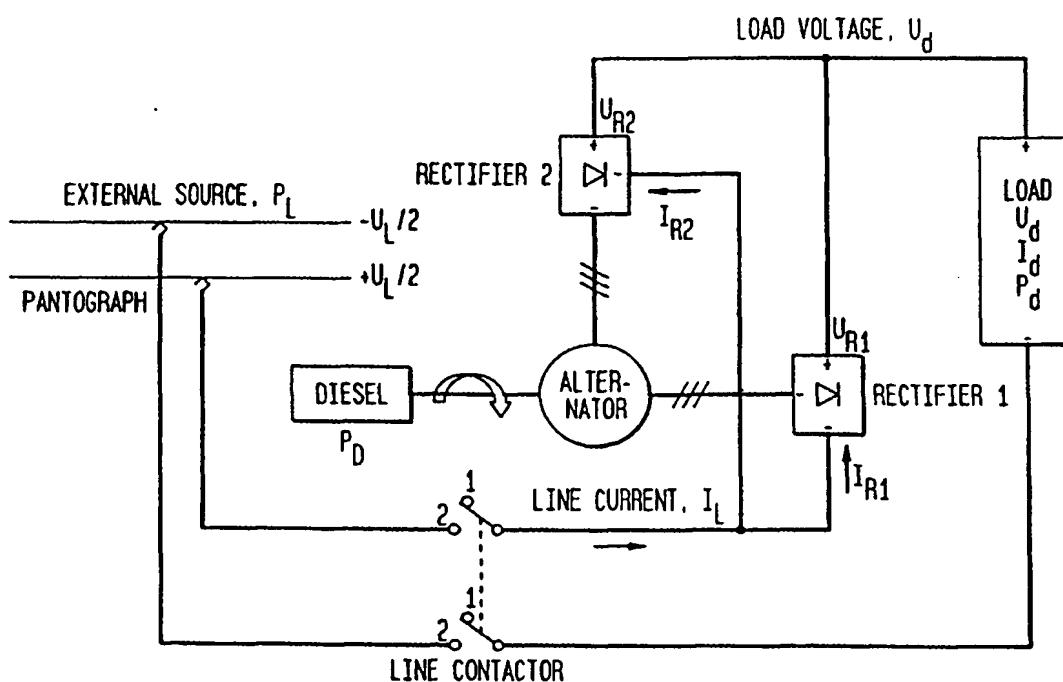 LOAD VOLTAGE, U_d
U_R2
RECTIFIER 2
I_R2
EXTERNAL SOURCE, P_L
-U_L/2
+U_L/2
PANTOGRAPH
LOAD
U_d
I_d
P_d
U_R1
RECTIFIER 1
I_R1
DIESEL
P_D
ALTER-
NATOR
1
2
LINE CURRENT, I_L
1
2
LINE CONTACTOR